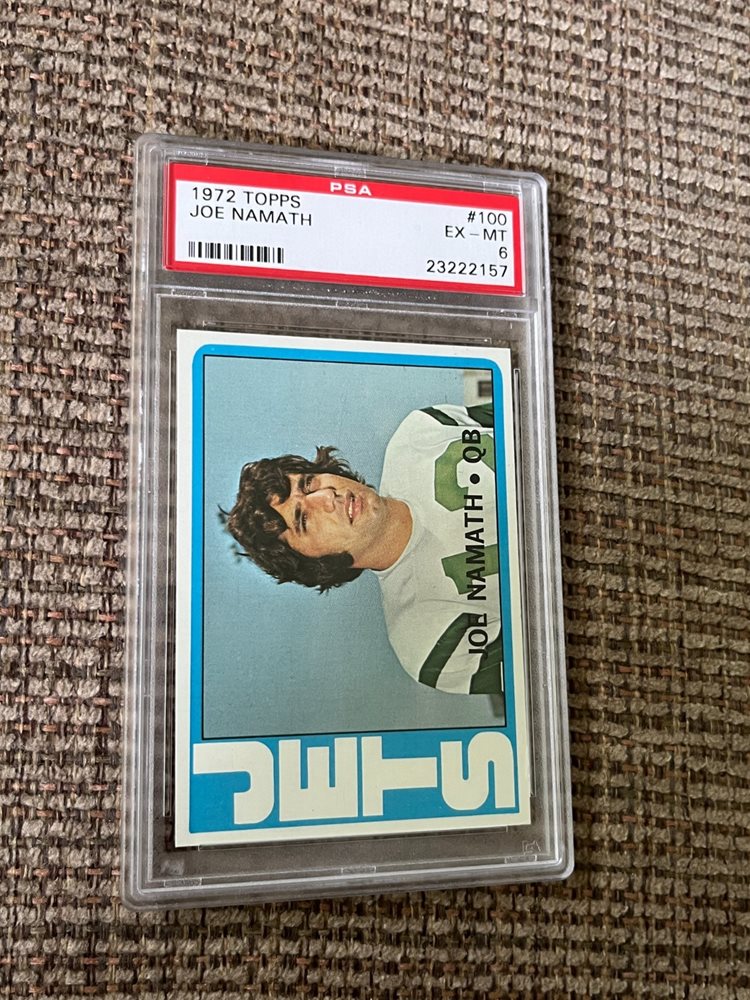 PSA
1972 TOPPS #100
JOE NAMATH EX-MT
6
23222157
JOE NAMATH • QB
JETS